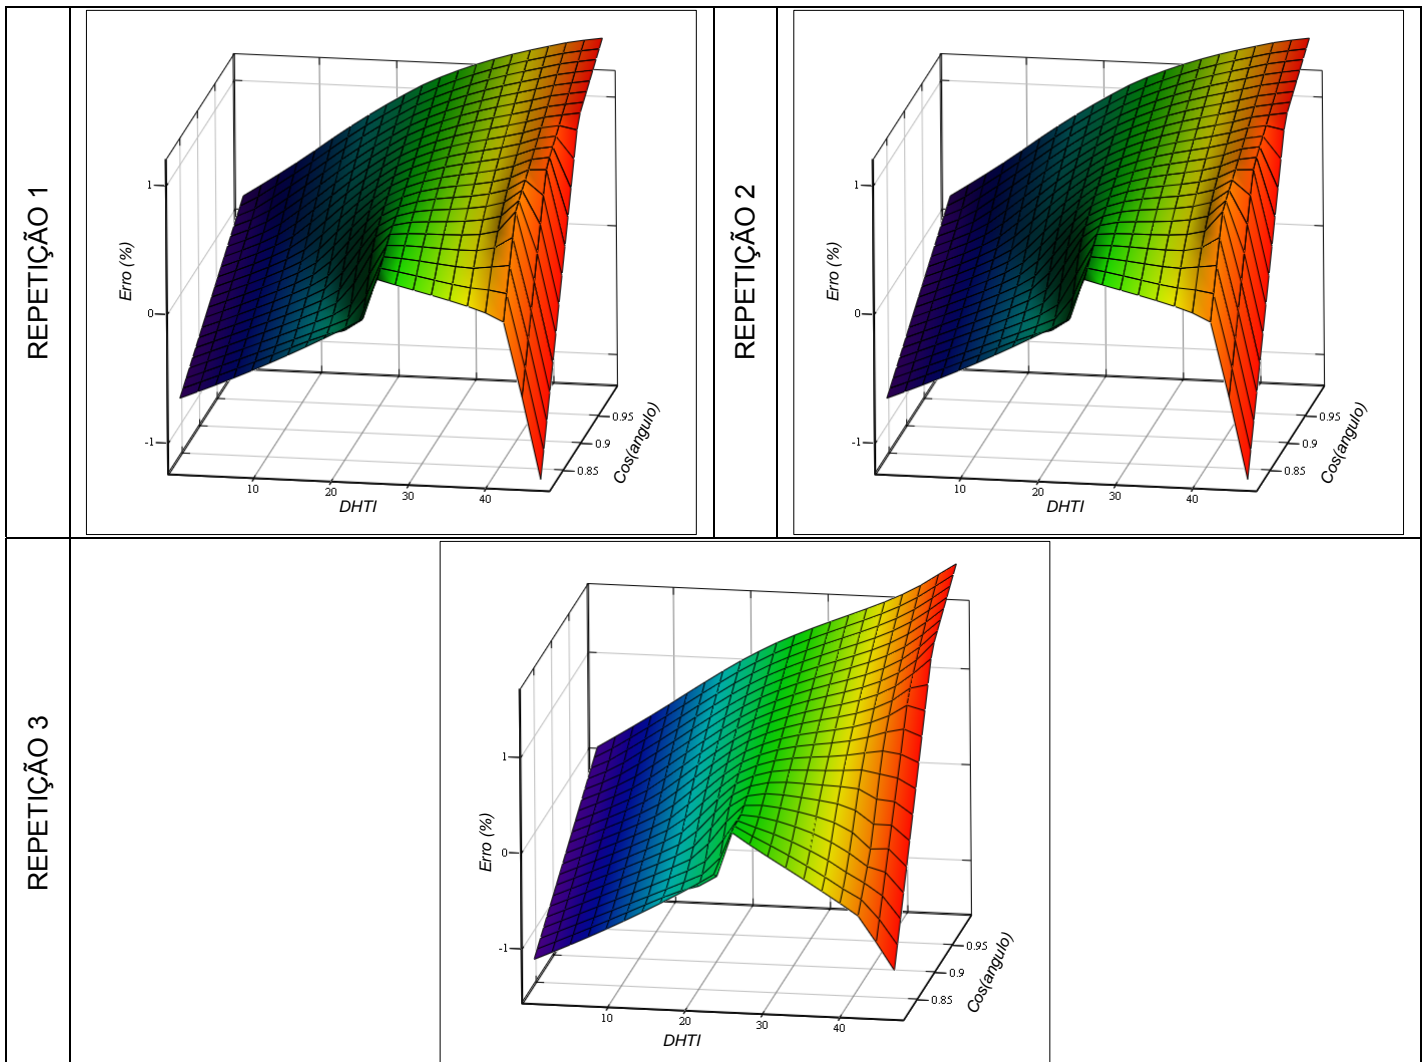 REPETIÇÃO 1
Erro (%)
1
0
-1
10
20
30
40
DHTI
0.95
0.9
0.85
Cos(angulo)
REPETIÇÃO 2
Erro (%)
1
0
-1
10
20
30
40
DHTI
0.95
0.9
0.85
Cos(angulo)
REPETIÇÃO 3
Erro (%)
1
0
-1
10
20
30
40
DHTI
0.95
0.9
0.85
Cos(angulo)